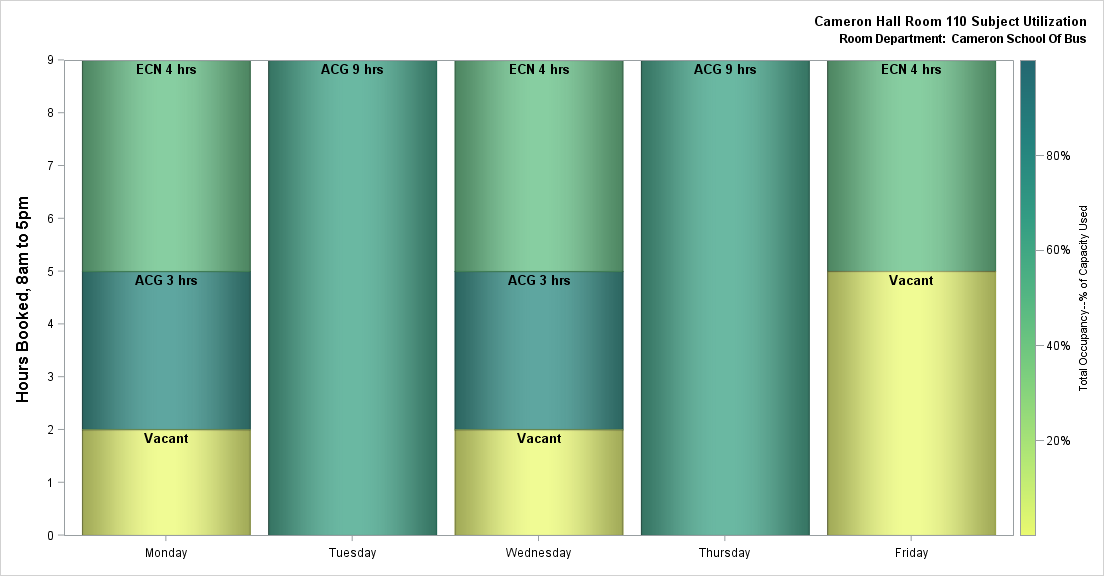 Cameron Hall Room 110 Subject Utilization
Room Department: Cameron School Of Bus
Hours Booked, 8am to 5pm
9
8
7
6
5
4
3
2
1
0
ECN 4 hrs
ACG 3 hrs
Vacant
ACG 9 hrs
ECN 4 hrs
ACG 3 hrs
Vacant
ACG 9 hrs
ECN 4 hrs
Vacant
Monday
Tuesday
Wednesday
Thursday
Friday
80%
60%
40%
20%
Total Occupancy--% of Capacity Used